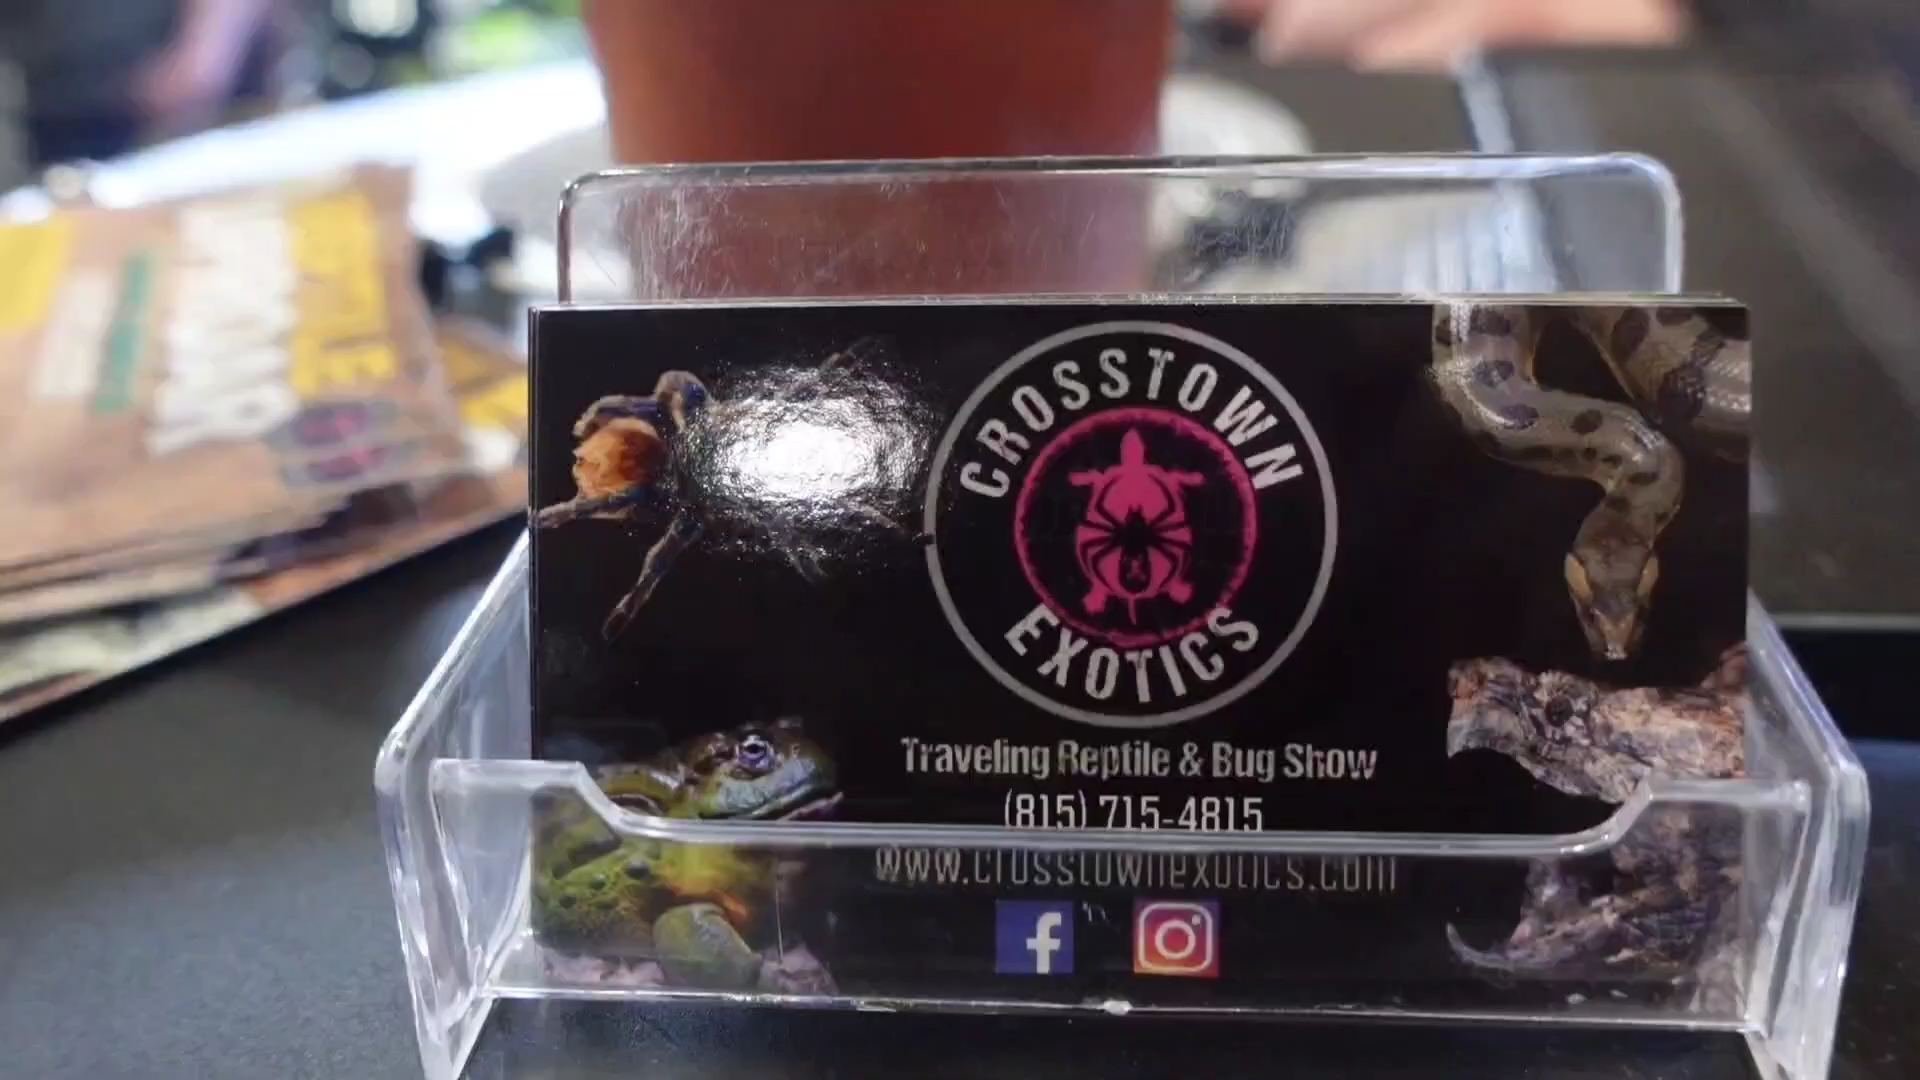 CROSSTOWN
EXOTICS
Traveling Reptile & Bug Show
(815) 715-4815
www.crosstownexotics.com